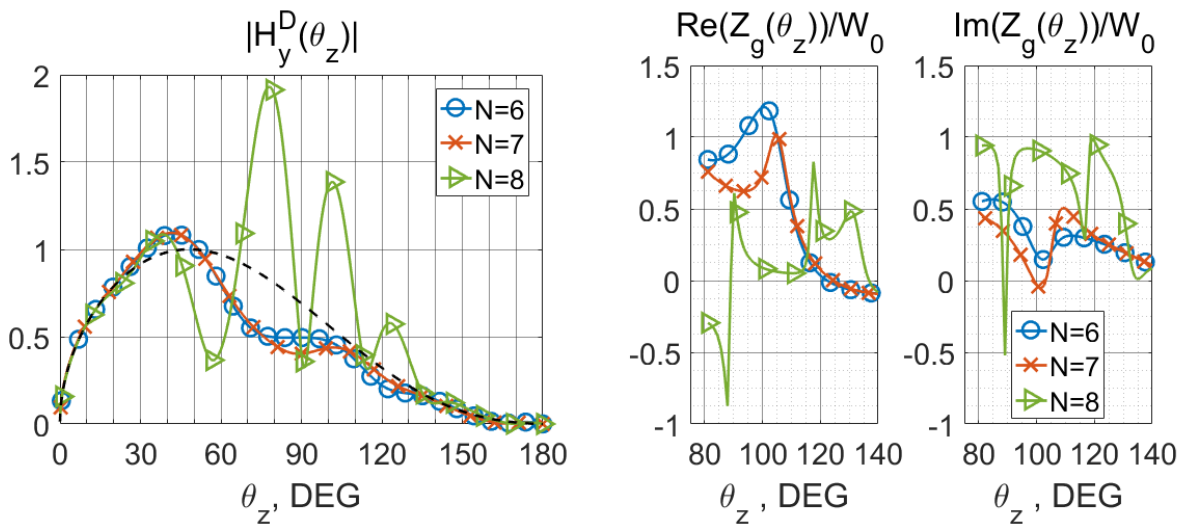 |H_y^D(θ_z)|
2
1.5
1
0.5
0
0 30 60 90 120 150 180
θ_z, DEG
N=6
N=7
N=8
Re(Z_g(θ_z))/W_0
1.5
1
0.5
0
-0.5
-1
80 100 120 140
θ_z, DEG
Im(Z_g(θ_z))/W_0
1.5
1
0.5
0
-0.5
-1
80 100 120 140
θ_z, DEG
N=6
N=7
N=8